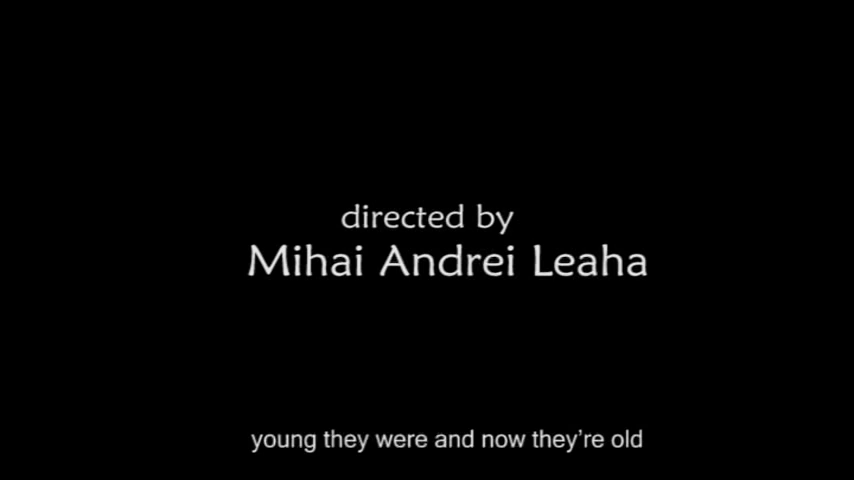 directed by
Mihai Andrei Leaha
young they were and now they're old